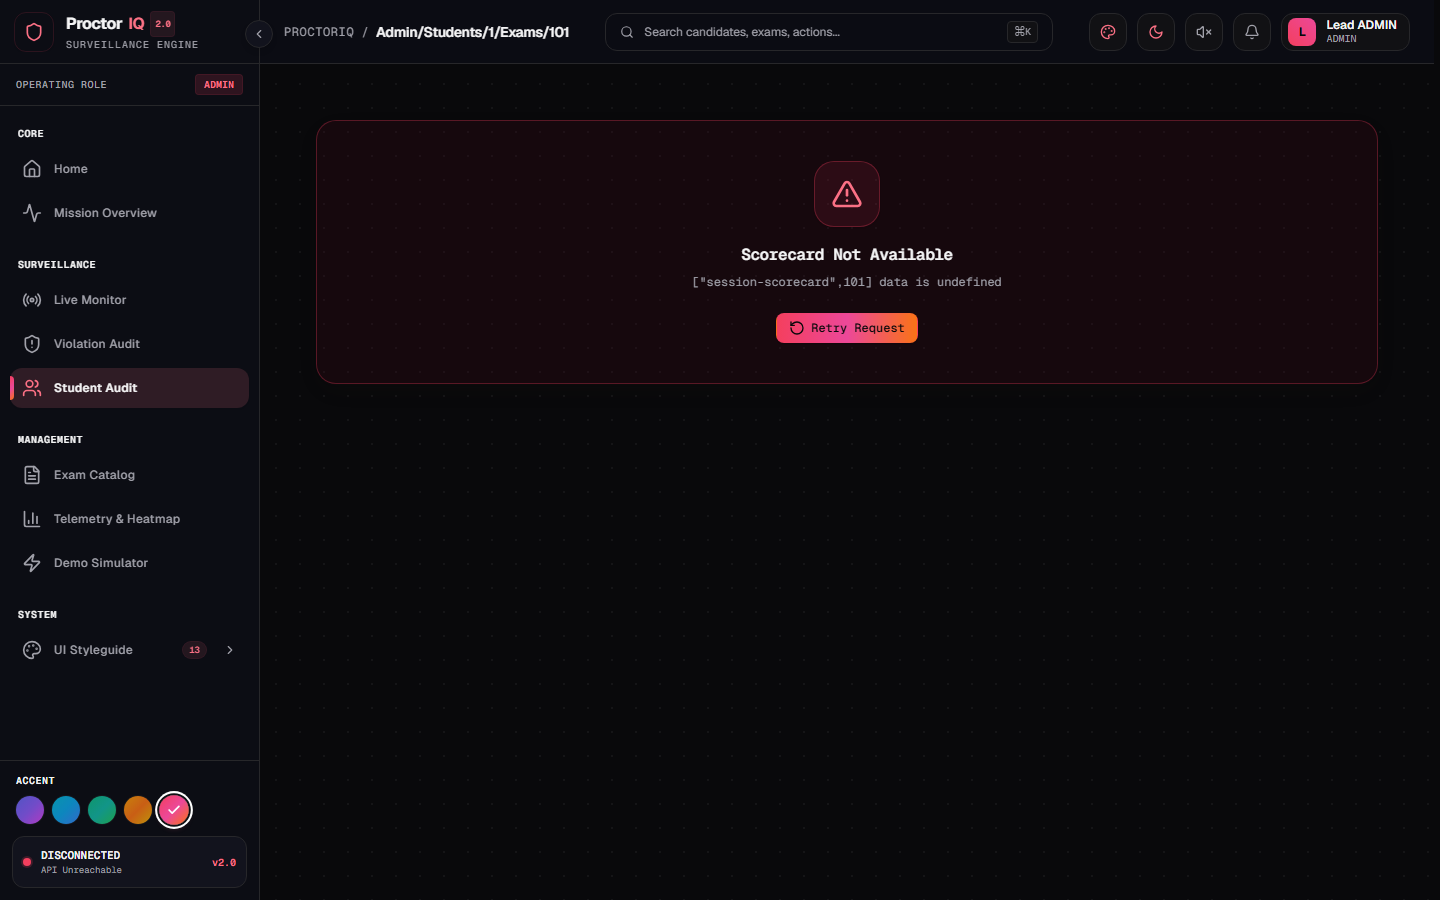 Proctor IQ 2.0
SURVEILLANCE ENGINE
PROCTORIQ / Admin/Students/1/Exams/101
Search candidates, exams, actions...
⌘K
L
Lead ADMIN
ADMIN
OPERATING ROLE
ADMIN
CORE
Home
Mission Overview
SURVEILLANCE
Live Monitor
Violation Audit
Student Audit
MANAGEMENT
Exam Catalog
Telemetry & Heatmap
Demo Simulator
SYSTEM
UI Styleguide
13
ACCENT
DISCONNECTED
API Unreachable
v2.0
Scorecard Not Available
["session-scorecard",101] data is undefined
Retry Request